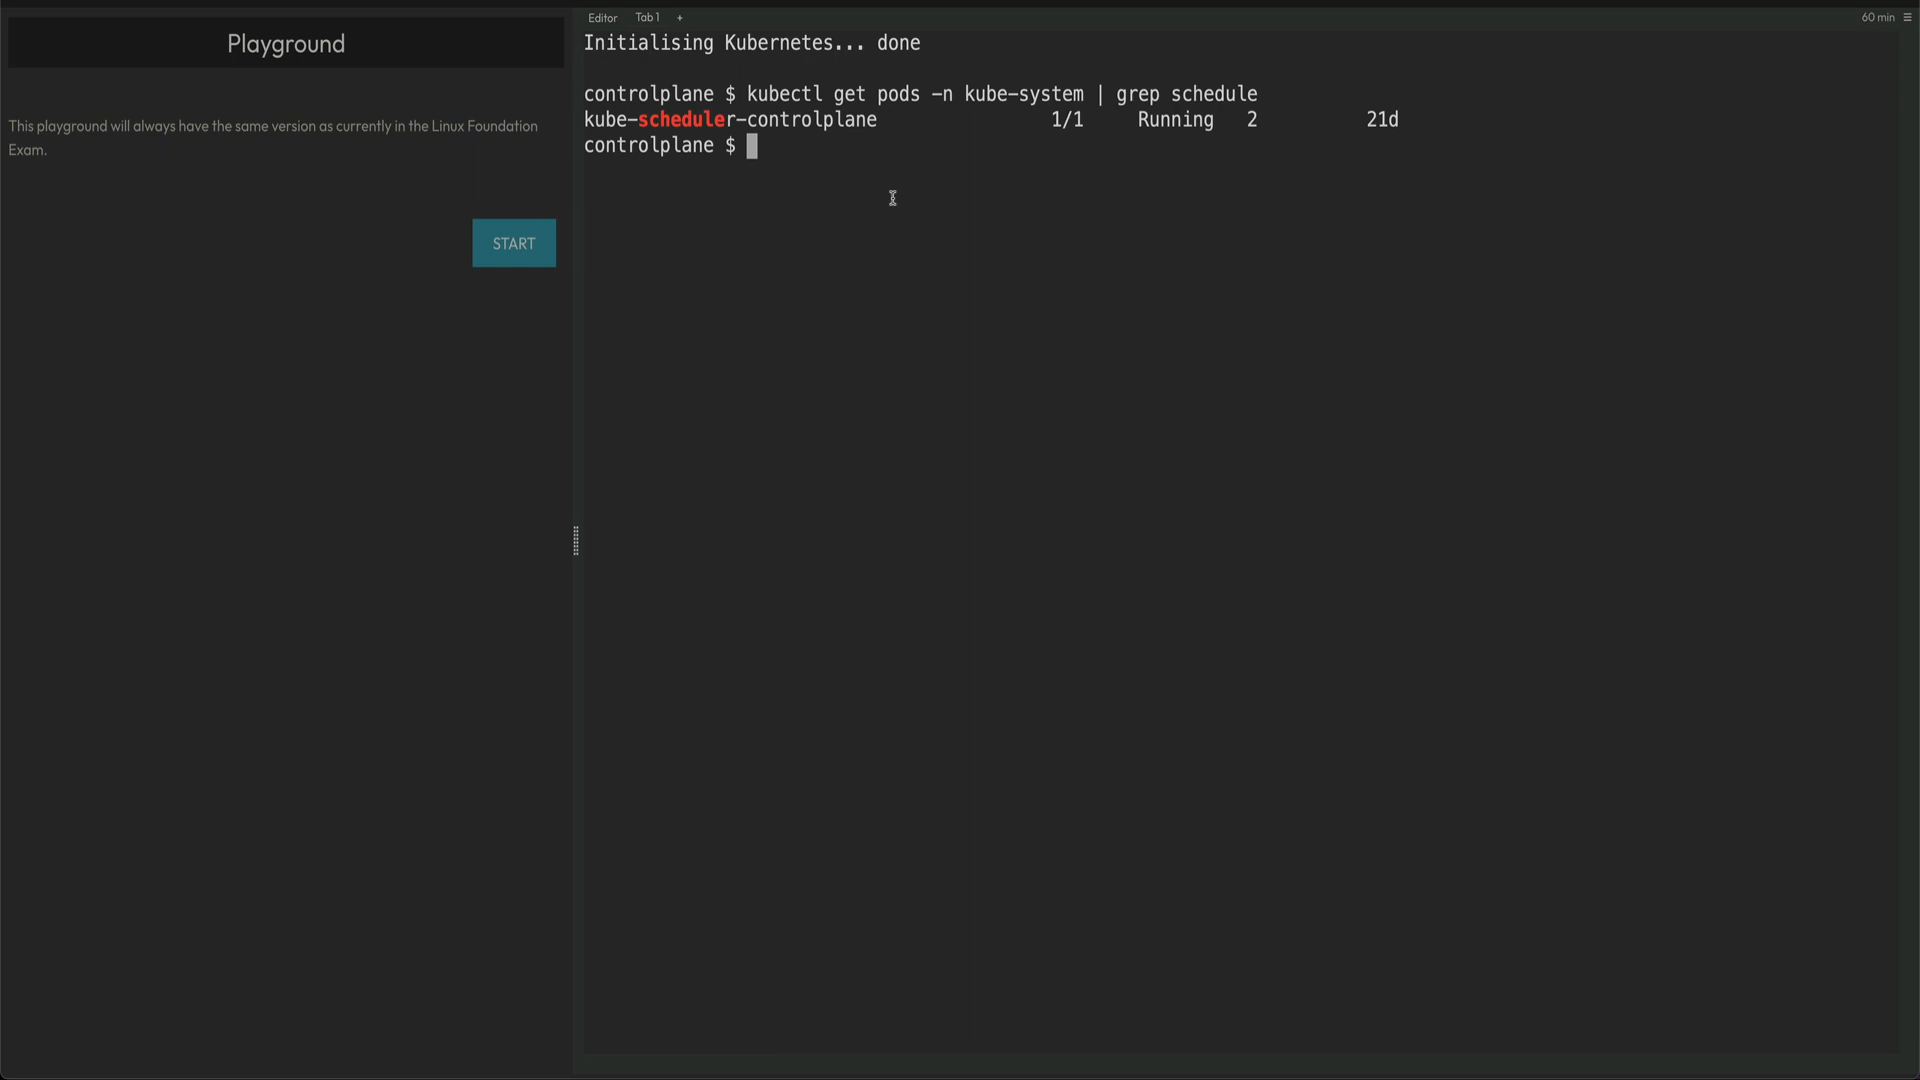 Playground
This playground will always have the same version as currently in the Linux Foundation
Exam.
START
Editor Tab 1 + 60 min ☰
Initialising Kubernetes... done
controlplane $ kubectl get pods -n kube-system | grep schedule
kube-scheduler-controlplane 1/1 Running 2 21d
controlplane $